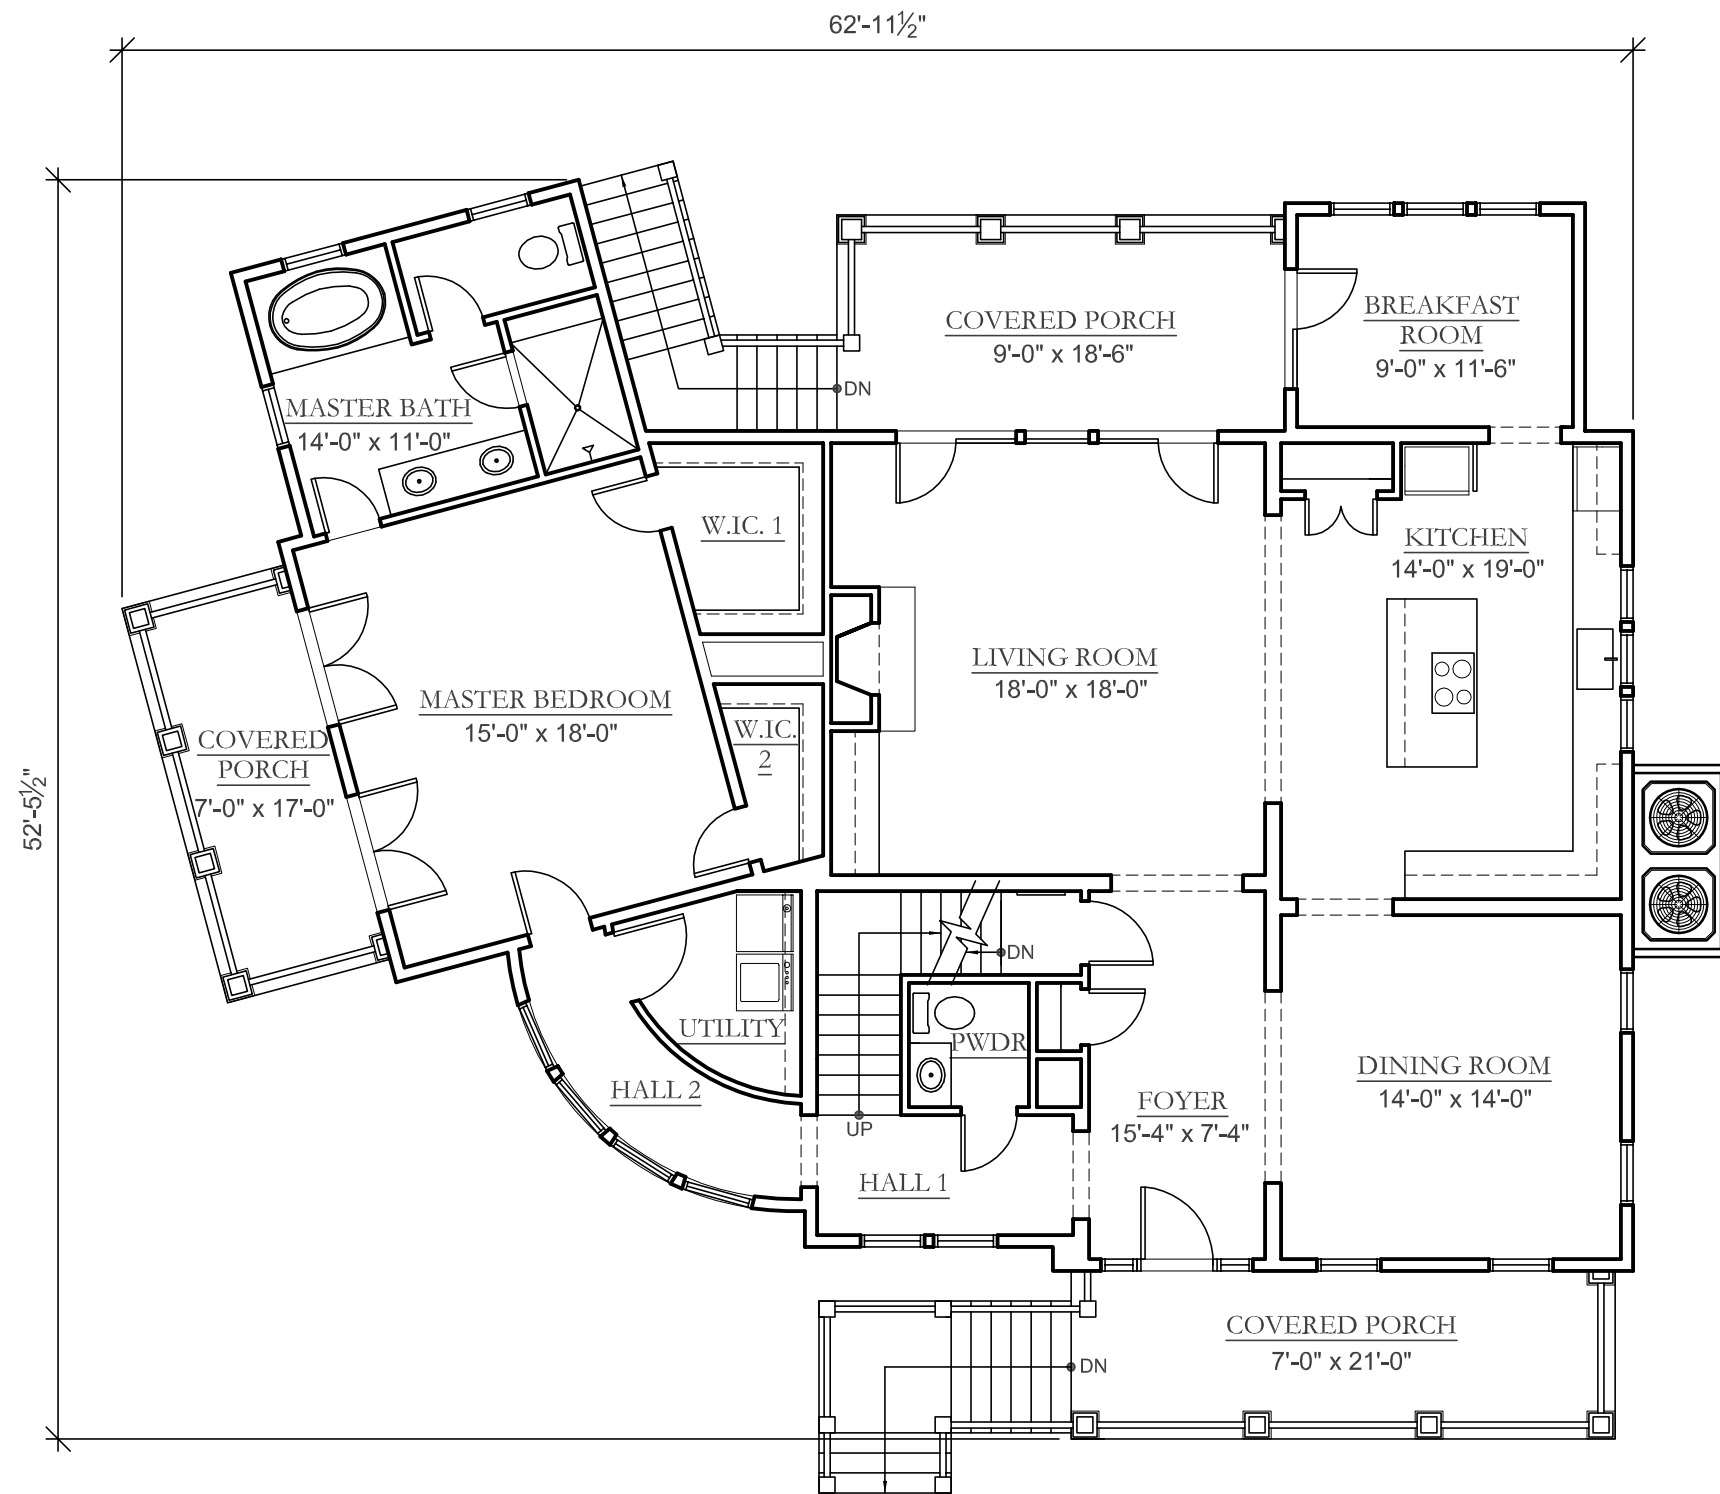 62'-11½"
COVERED PORCH
9'-0" x 18'-6"
BREAKFAST
ROOM
9'-0" x 11'-6"
DN
MASTER BATH
14'-0" x 11'-0"
W.IC. 1
KITCHEN
14'-0" x 19'-0"
LIVING ROOM
18'-0" x 18'-0"
MASTER BEDROOM
15'-0" x 18'-0"
W.IC.
2
COVERED
PORCH
7'-0" x 17'-0"
52'-5½"
DN
UTILITY
PWDR
HALL 2
DINING ROOM
14'-0" x 14'-0"
FOYER
15'-4" x 7'-4"
UP
HALL 1
COVERED PORCH
7'-0" x 21'-0"
DN